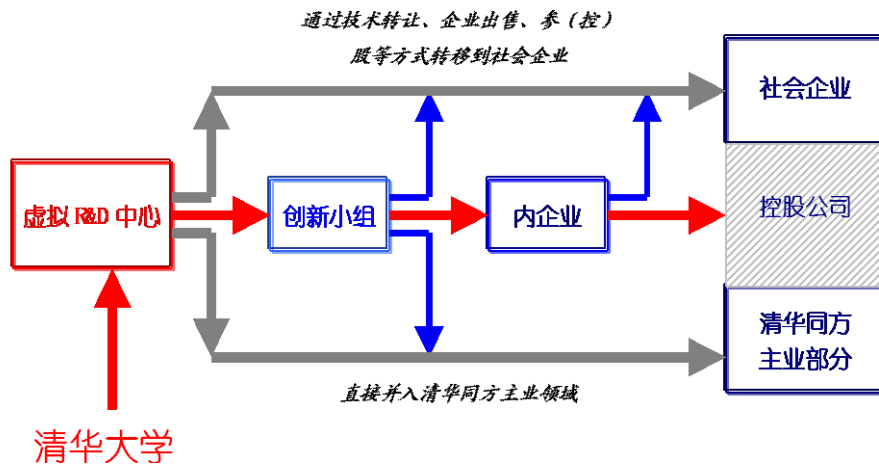 通过技术转让、企业出售、参（控）
股等方式转移到社会企业
社会企业
虚拟 R&D 中心
创新小组
内企业
控股公司
清华同方
主业部分
直接并入清华同方主业领域
清华大学